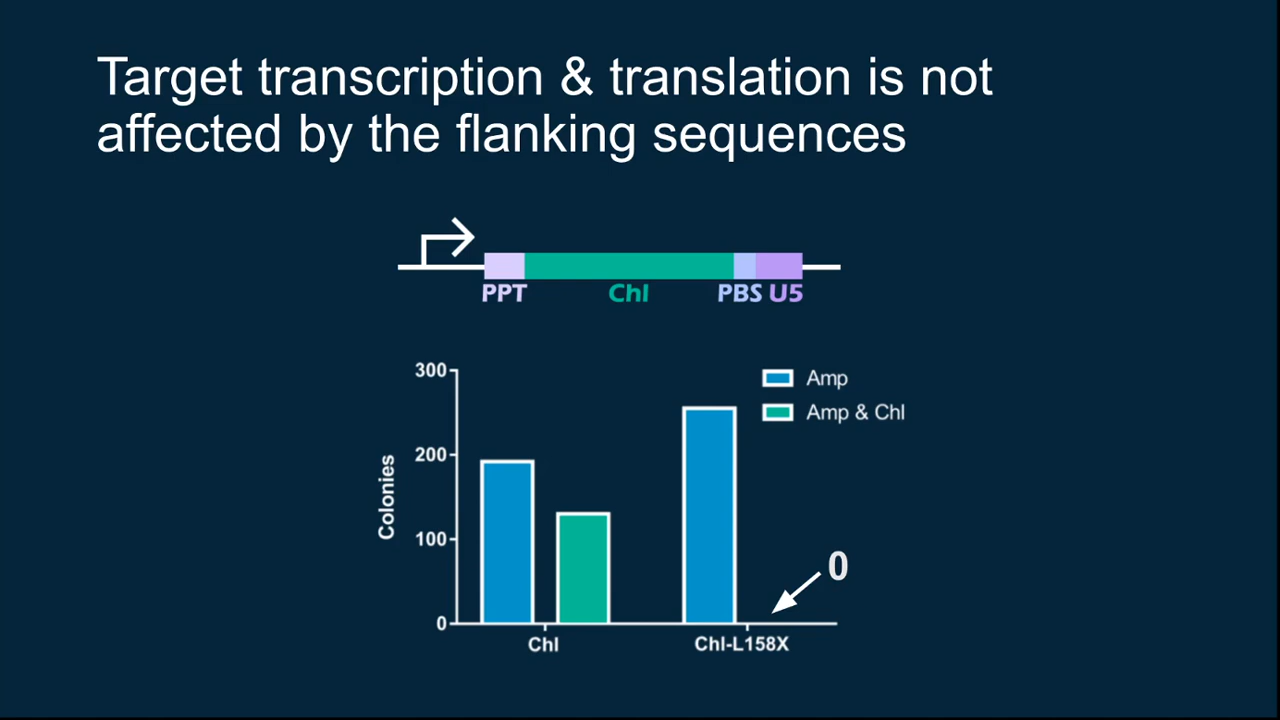 Target transcription & translation is not
affected by the flanking sequences
PPT Chl PBS U5
300
200
100
0
Colonies
Amp
Amp & Chl
0
Chl Chl-L158X